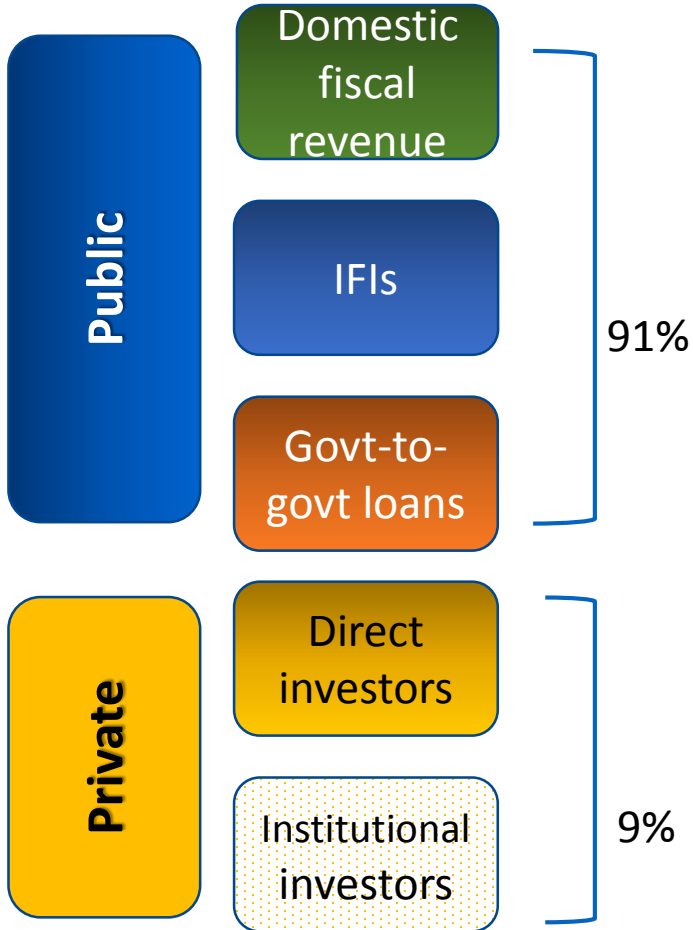 Public
Domestic
fiscal
revenue
IFIs
Govt-to-
govt loans
91%
Private
Direct
investors
Institutional
investors
9%